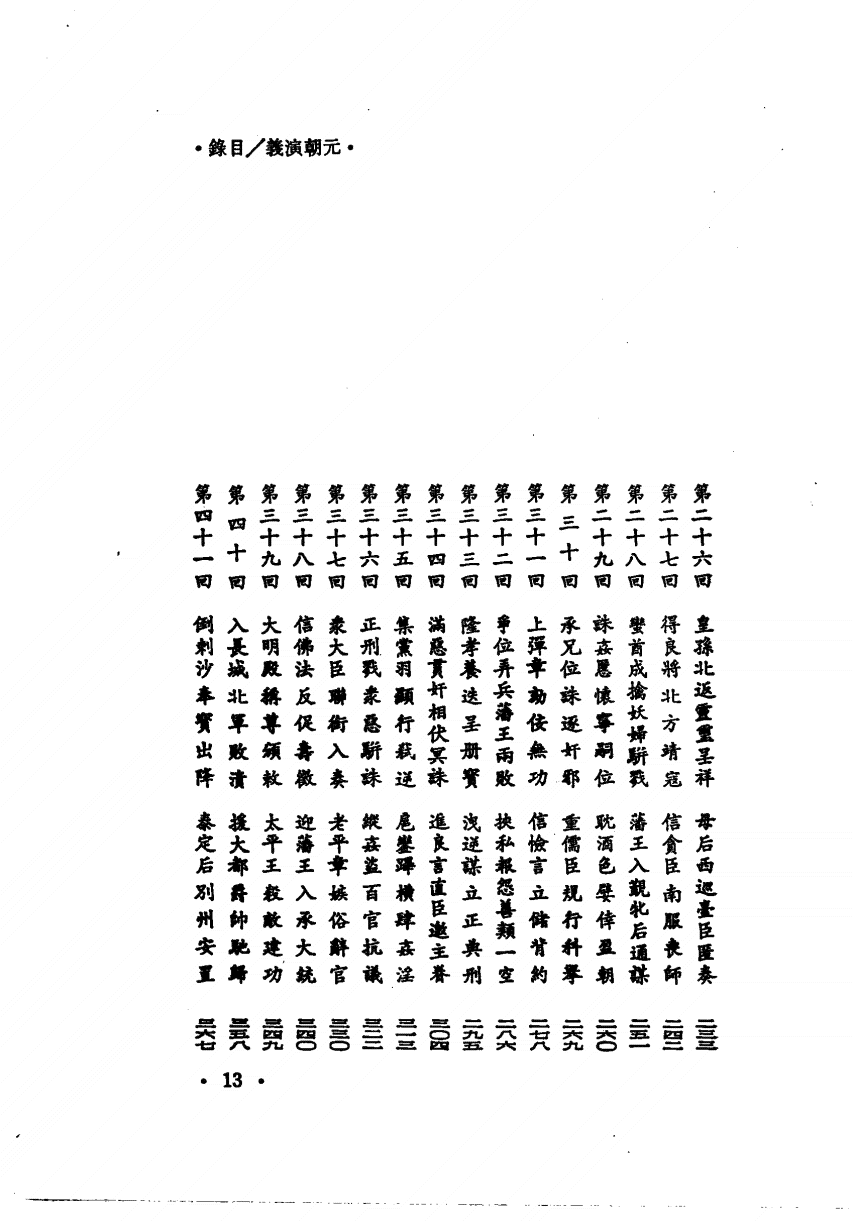 •錄目/義演朝元•
第二十六回 皇孫北返靈璽呈祥 母后西巡臺臣匿奏 二三三
第二十七回 得良將北方靖寇 信貪臣南服喪師 二四二
第二十八回 蠻酋成擒妖婦駢戮 藩王入覲牝后通謀 二五一
第二十九回 誅姦慝懷寧嗣位 耽酒色嬖倖盈朝 二六〇
第三十回 承兄位誅逐奸邪 重儒臣規行科舉 二六九
第三十一回 上彈章劾佞無功 信憸言立儲背約 二七八
第三十二回 爭位弄兵藩王兩敗 挾私報怨善類一空 二八六
第三十三回 隆孝養迭呈册寶 洩逆謀立正典刑 二九五
第三十四回 滿惡貫奸相伏冥誅 進良言直臣邀主眷 三〇四
第三十五回 集黨羽顯行弒逆 扈鑾蹕橫肆姦淫 三一三
第三十六回 正刑戮衆惡駢誅 縱姦盜百官抗議 三二二
第三十七回 衆大臣聯銜入奏 老平章嫉俗辭官 三三〇
第三十八回 信佛法反促壽徵 迎藩王入承大統 三四〇
第三十九回 大明殿稱尊頒敕 太平王殺敵建功 三四九
第四十回 入長城北軍敗潰 援大都爵帥馳歸 三五八
第四十一回 倒剌沙奉寶出降 泰定后別州安置 三六七
•13•